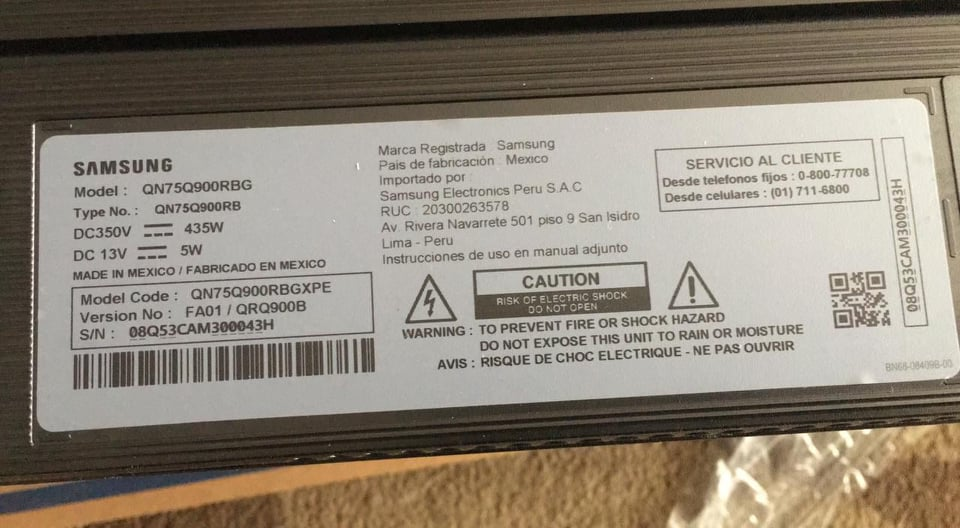 SAMSUNG
Model : QN75Q900RBG
Type No. : QN75Q900RB
DC350V 435W
DC 13V 5W
MADE IN MEXICO / FABRICADO EN MEXICO
Model Code : QN75Q900RBGXPE
Version No : FA01 / QRQ900B
S/N : 08Q53CAM300043H
Marca Registrada : Samsung
Pais de fabricación : Mexico
Importado por :
Samsung Electronics Peru S.A.C
RUC : 20300263578
Av. Rivera Navarrete 501 piso 9 San Isidro
Lima - Peru
Instrucciones de uso en manual adjunto
SERVICIO AL CLIENTE
Desde telefonos fijos : 0-800-77708
Desde celulares : (01) 711-6800
CAUTION
RISK OF ELECTRIC SHOCK
DO NOT OPEN
WARNING : TO PREVENT FIRE OR SHOCK HAZARD
DO NOT EXPOSE THIS UNIT TO RAIN OR MOISTURE
AVIS : RISQUE DE CHOC ELECTRIQUE - NE PAS OUVRIR
08Q53CAM300043H
BN68-08409B-00